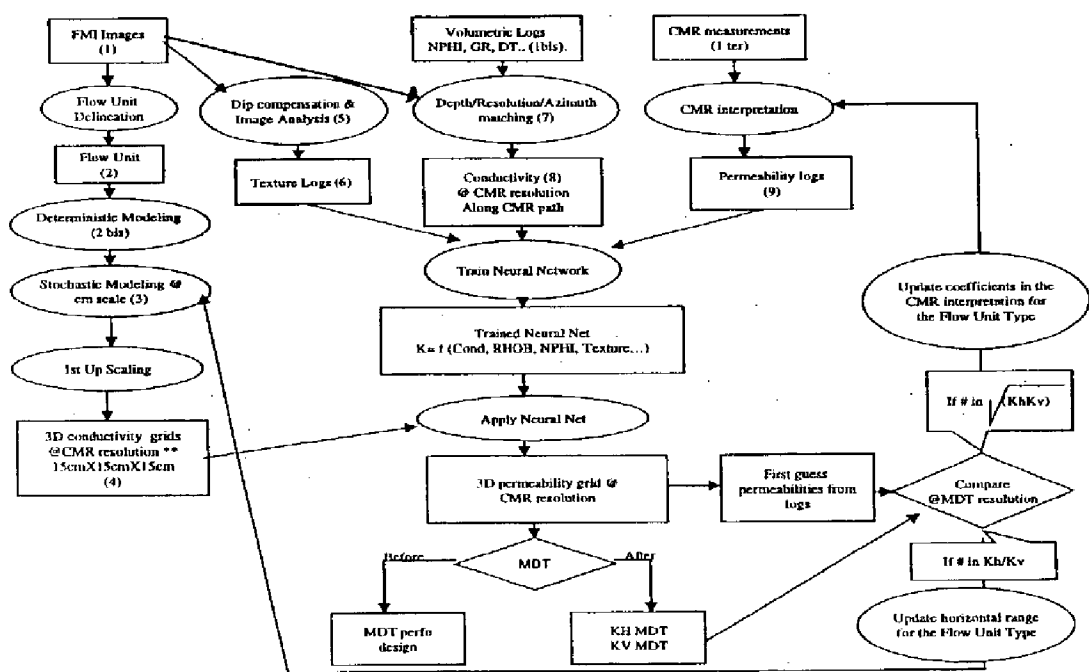 FMI Images
(1)
Volumetric Logs
NPHI, GR, DT.. (1bis).
CMR measurements
(1 ter)
Flow Unit
Delineation
Dip compensation &
Image Analysis (5)
Depth/Resolution/Azimuth
matching (7)
CMR interpretation
Flow Unit
(2)
Texture Logs (6)
Conductivity (8)
@ CMR resolution
Along CMR path
Permeability logs
(9)
Deterministic Modeling
(2 bis)
Train Neural Network
Stochastic Modeling @
cm scale (3)
Update coefficients in the
CMR interpretation for
the Flow Unit Type
Trained Neural Net
K= f (Cond, RHOB, NPHI, Texture...)
1st Up Scaling
If # in √(KhKv)
Apply Neural Net
3D conductivity grids
@CMR resolution **
15cmX15cmX15cm
(4)
3D permeability grid @
CMR resolution
First guess
permeabilities from
logs
Compare
@MDT resolution
Before
MDT
After
If # in Kh/Kv
MDT perfo
design
KH MDT
KV MDT
Update horizontal range
for the Flow Unit Type